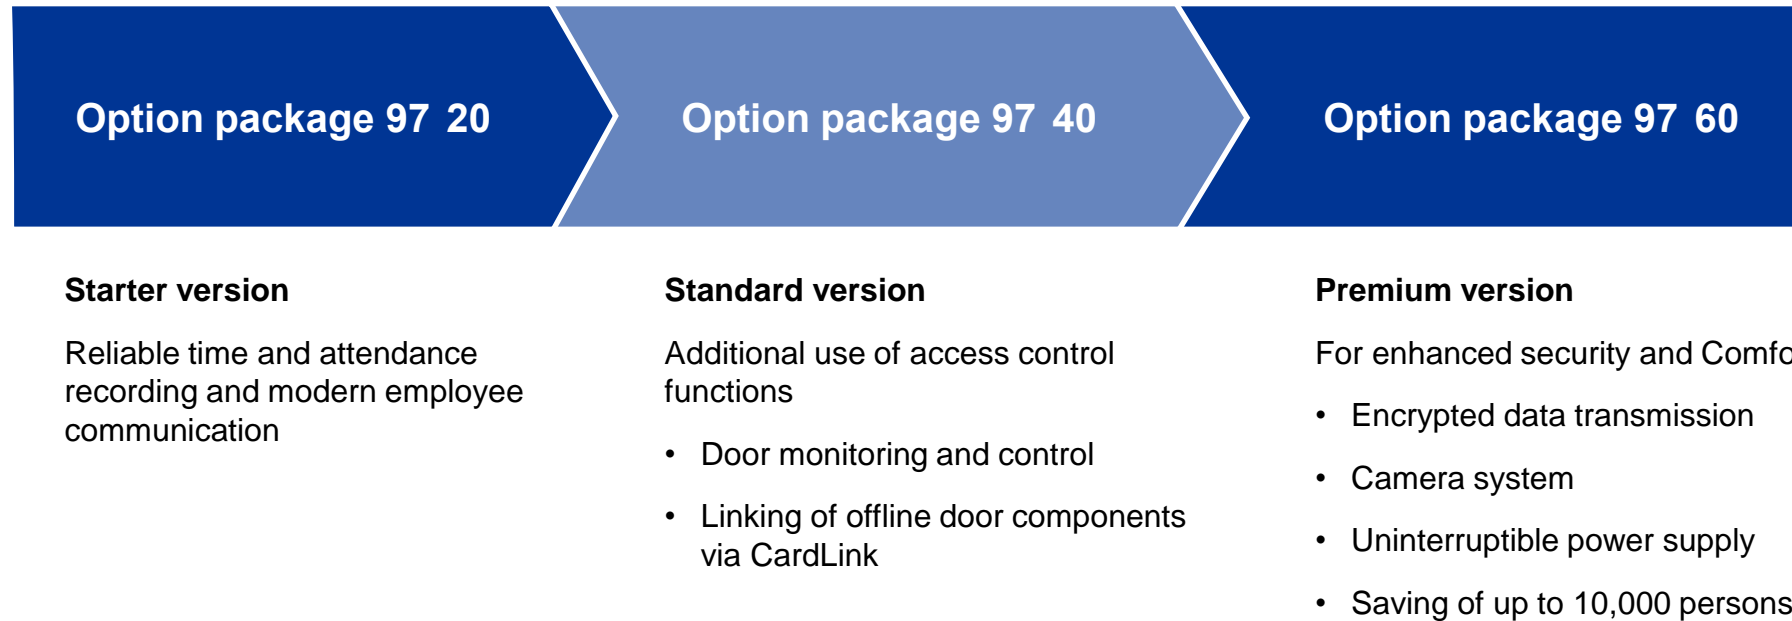 Option package 97 20
Option package 97 40
Option package 97 60
Starter version
Reliable time and attendance
recording and modern employee
communication
Standard version
Additional use of access control
functions
• Door monitoring and control
• Linking of offline door components
via CardLink
Premium version
For enhanced security and Comfo
• Encrypted data transmission
• Camera system
• Uninterruptible power supply
• Saving of up to 10,000 persons